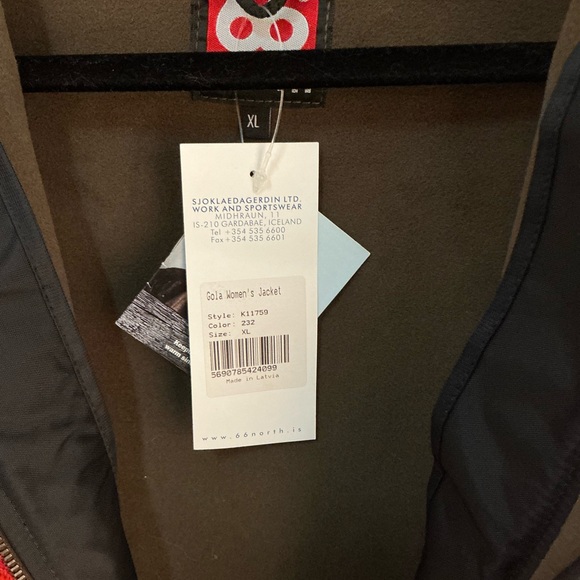 XL
SJOKLAEDAGERDIN LTD.
WORK AND SPORTSWEAR
MIDHRAUN, 11
IS-210 GARDABAE, ICELAND
Tel +354 535 6600
Fax+354 535 6601
Gola Women's Jacket
Style: K11759
Color: 232
Size: XL
5690785424099
Made in Latvia
www.66north.is
warm